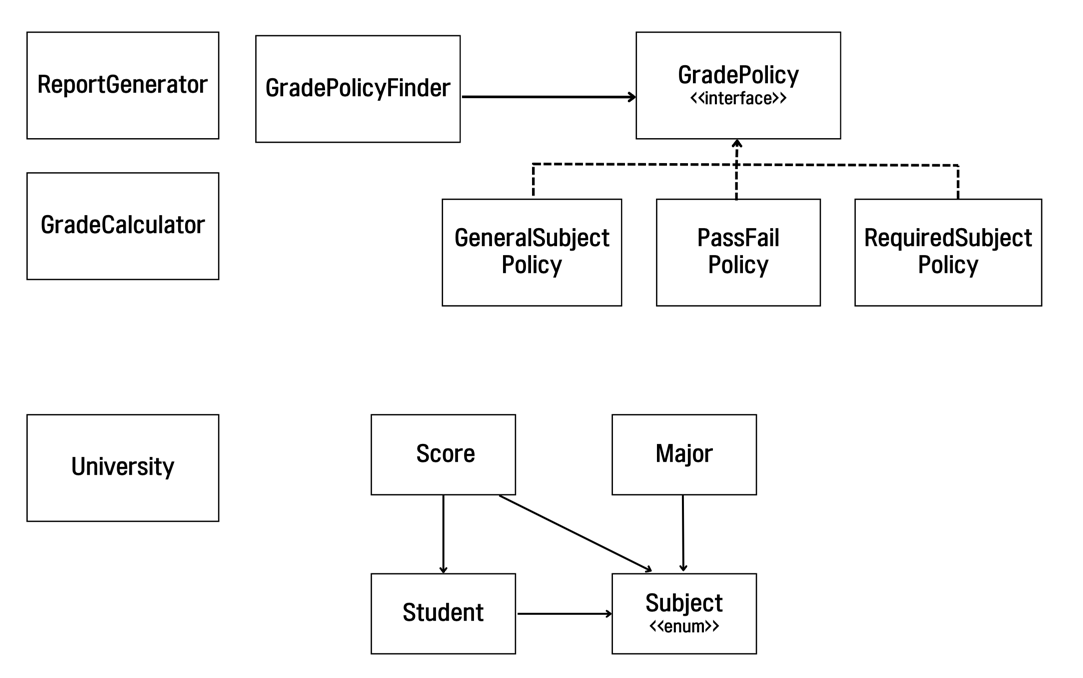 ReportGenerator
GradePolicyFinder
GradePolicy
<<interface>>
GradeCalculator
GeneralSubject
Policy
PassFail
Policy
RequiredSubject
Policy
University
Score
Major
Student
Subject
<<enum>>